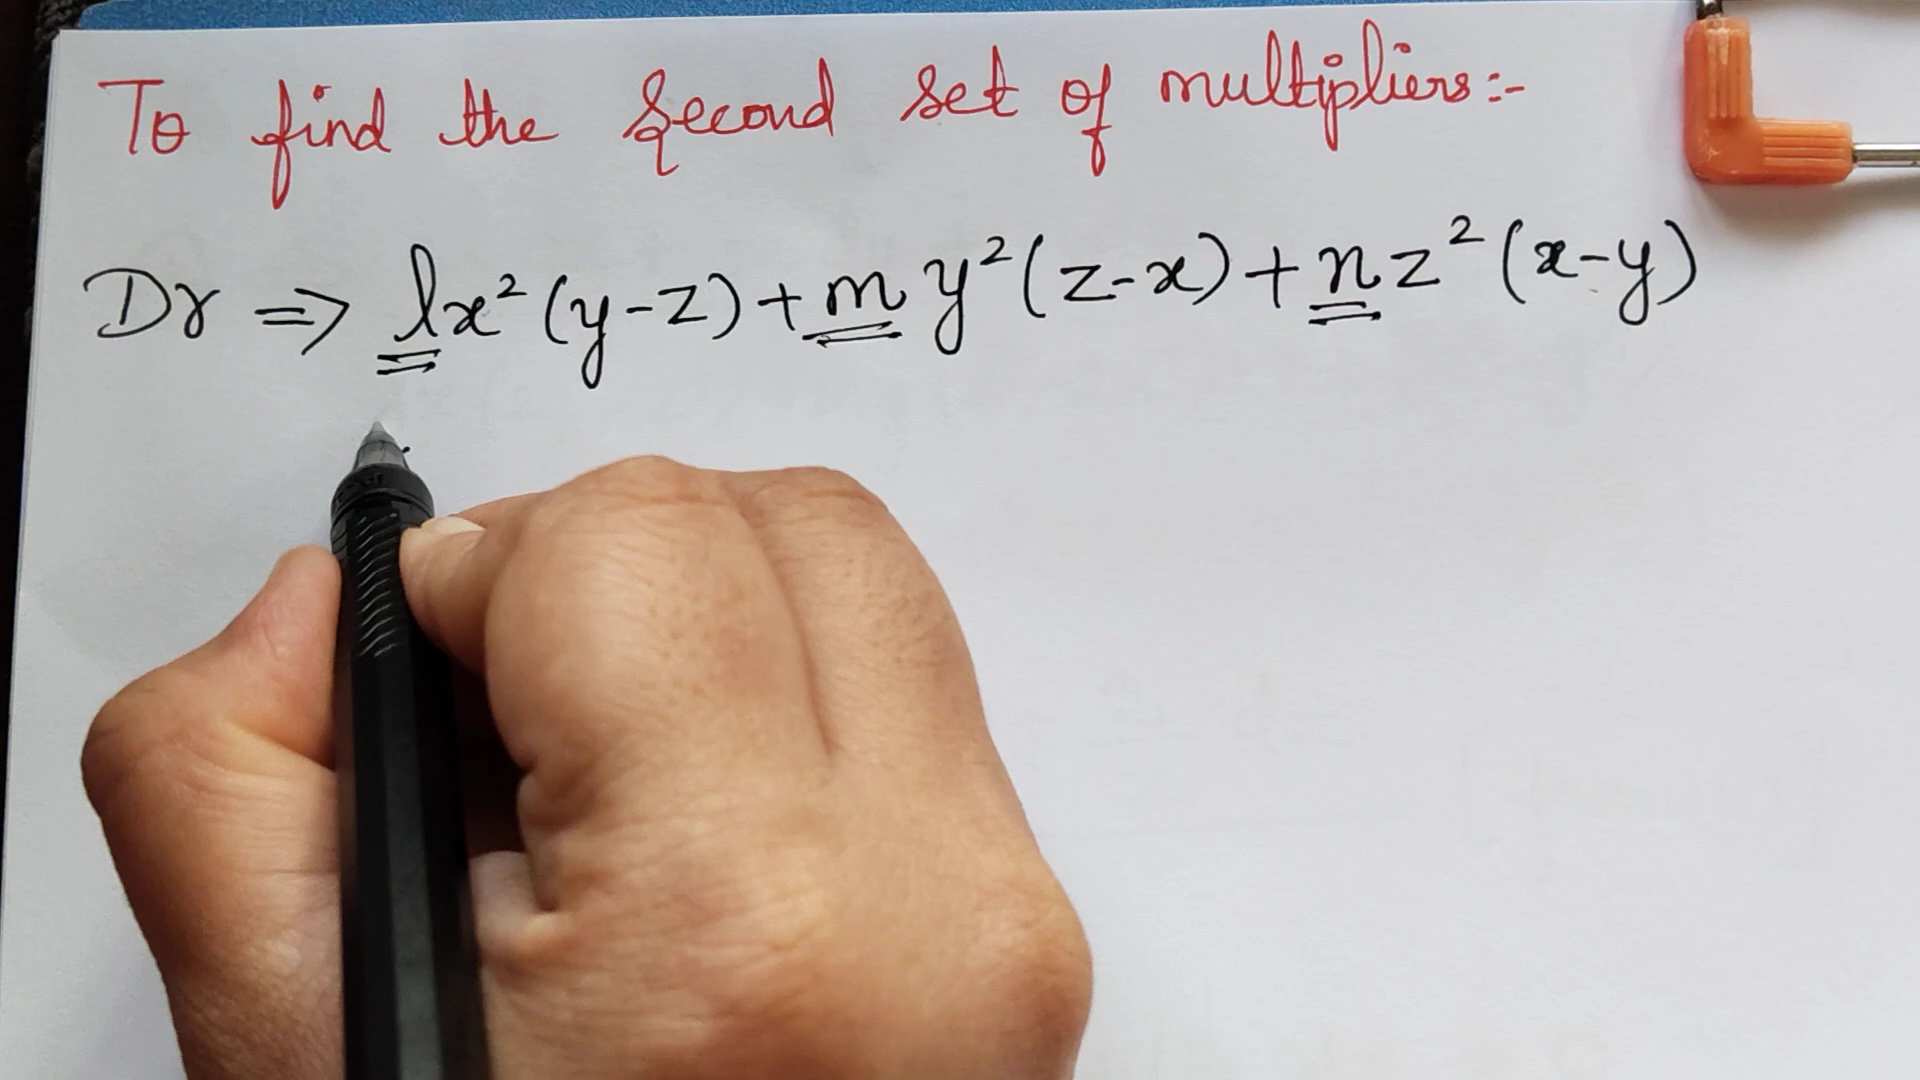 To find the second set of multipliers:-
Dr => lx²(y-z)+my²(z-x)+nz²(x-y)